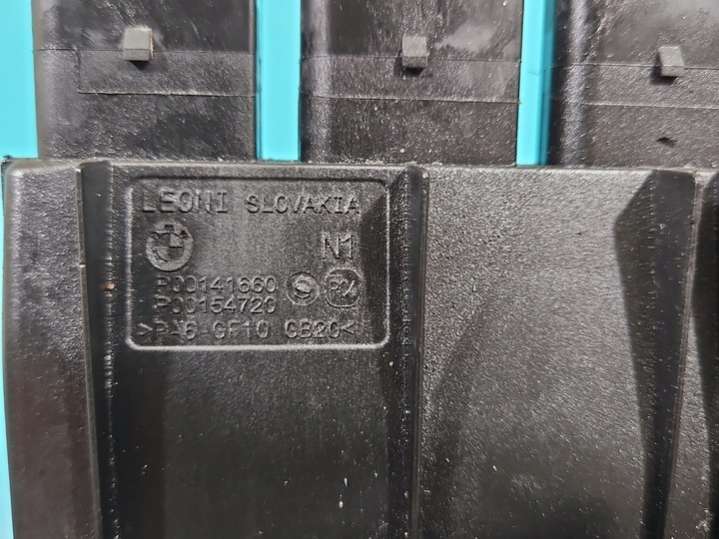 LEONI SLOVAKIA
N1
P00141660
P00154720
>PA6-GF10 GB20<